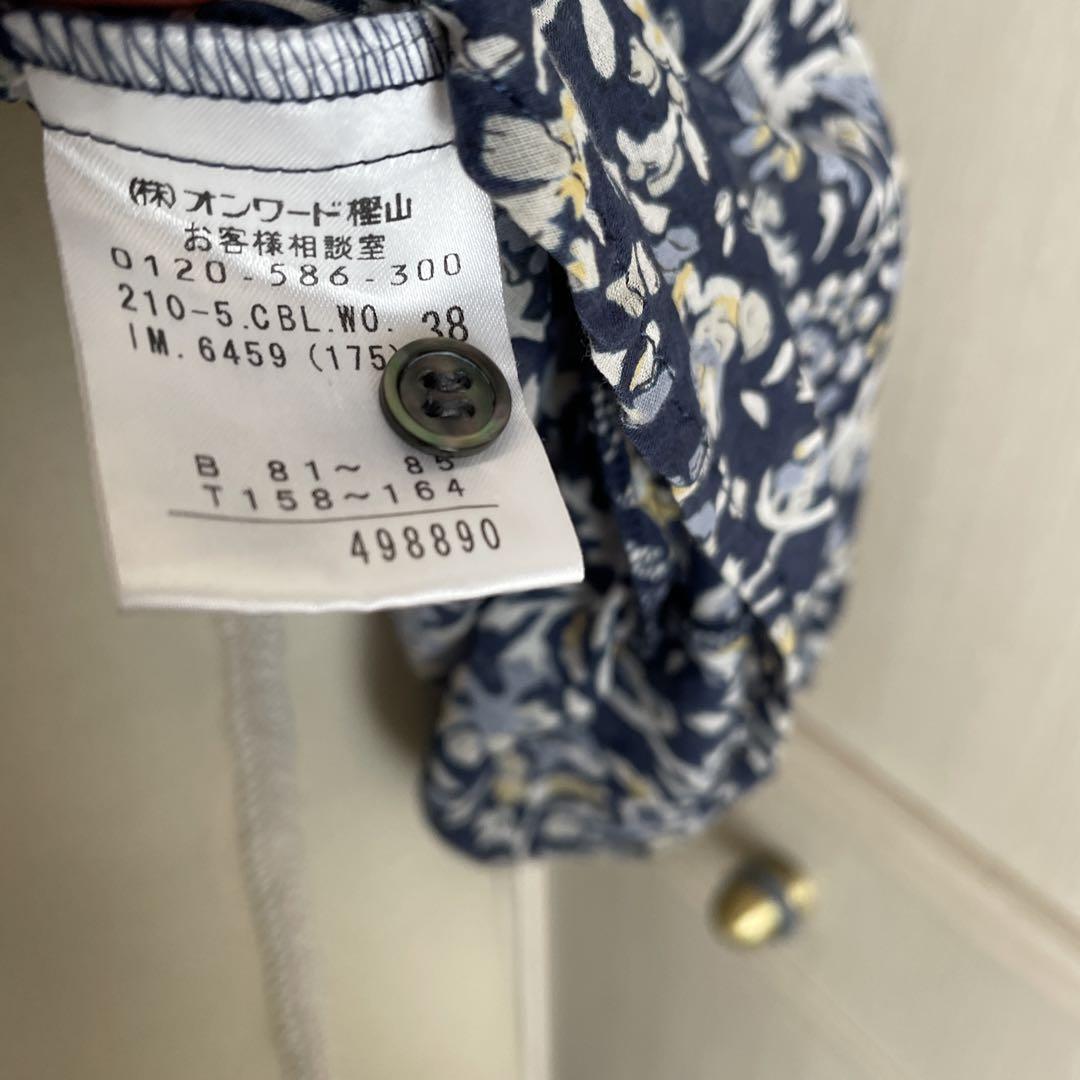 (株)オンワード樫山
お客様相談室
0120-586-300
210-5.CBL.WO. 38
IM.6459 (175)
B 81～ 85
T158～164
498890